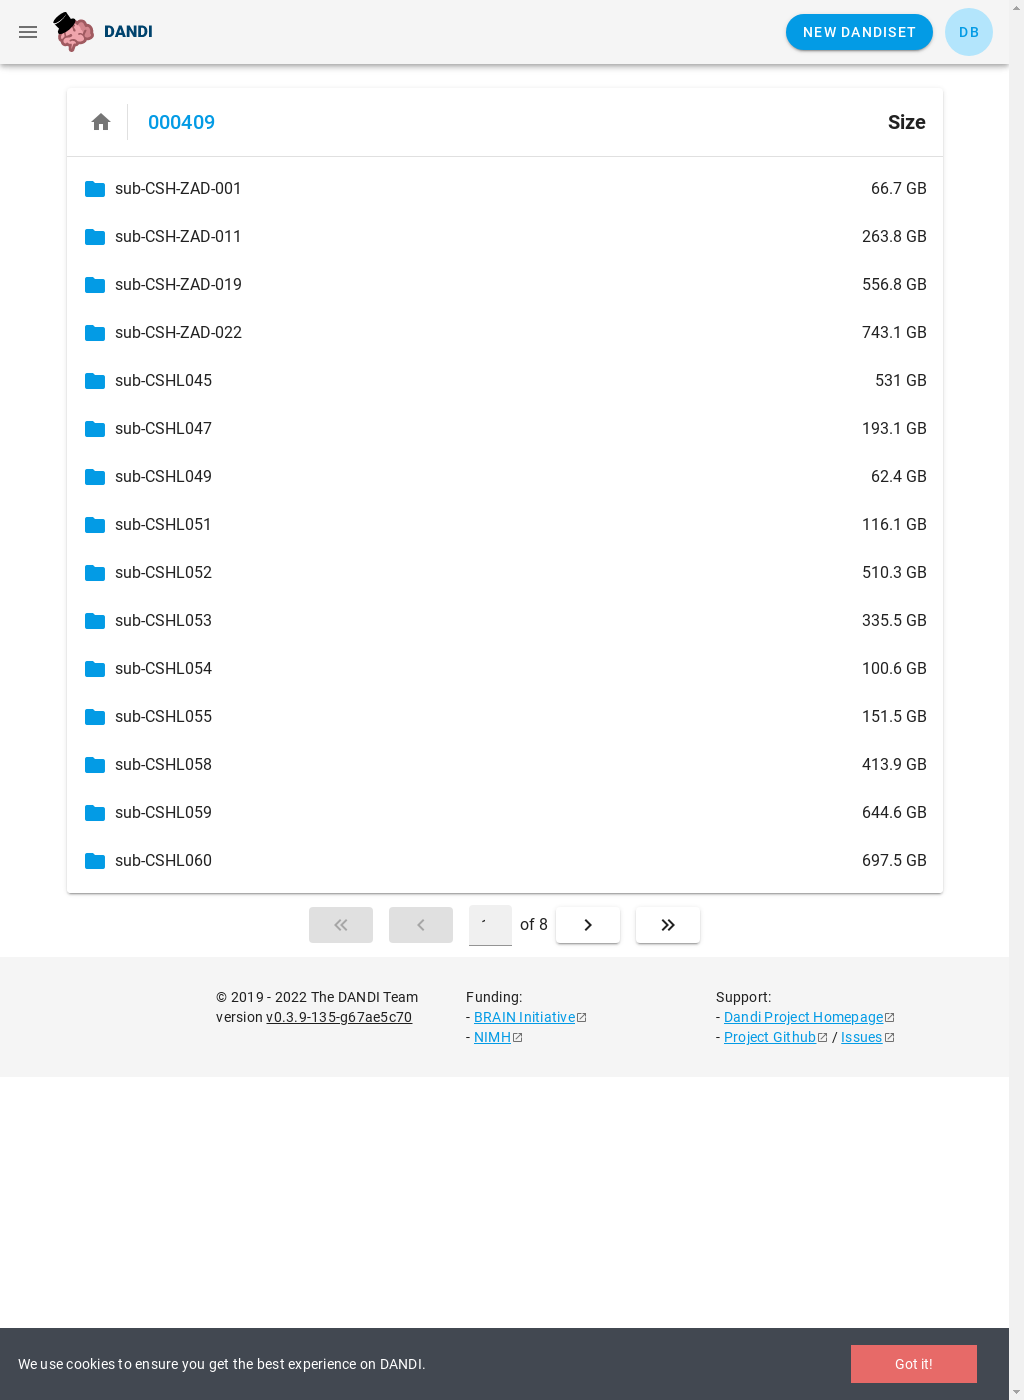 DANDI
NEW DANDISET
DB
000409
Size
sub-CSH-ZAD-001 66.7 GB
sub-CSH-ZAD-011 263.8 GB
sub-CSH-ZAD-019 556.8 GB
sub-CSH-ZAD-022 743.1 GB
sub-CSHL045 531 GB
sub-CSHL047 193.1 GB
sub-CSHL049 62.4 GB
sub-CSHL051 116.1 GB
sub-CSHL052 510.3 GB
sub-CSHL053 335.5 GB
sub-CSHL054 100.6 GB
sub-CSHL055 151.5 GB
sub-CSHL058 413.9 GB
sub-CSHL059 644.6 GB
sub-CSHL060 697.5 GB
of 8
© 2019 - 2022 The DANDI Team
version v0.3.9-135-g67ae5c70
Funding:
- BRAIN Initiative
- NIMH
Support:
- Dandi Project Homepage
- Project Github / Issues
We use cookies to ensure you get the best experience on DANDI.
Got it!